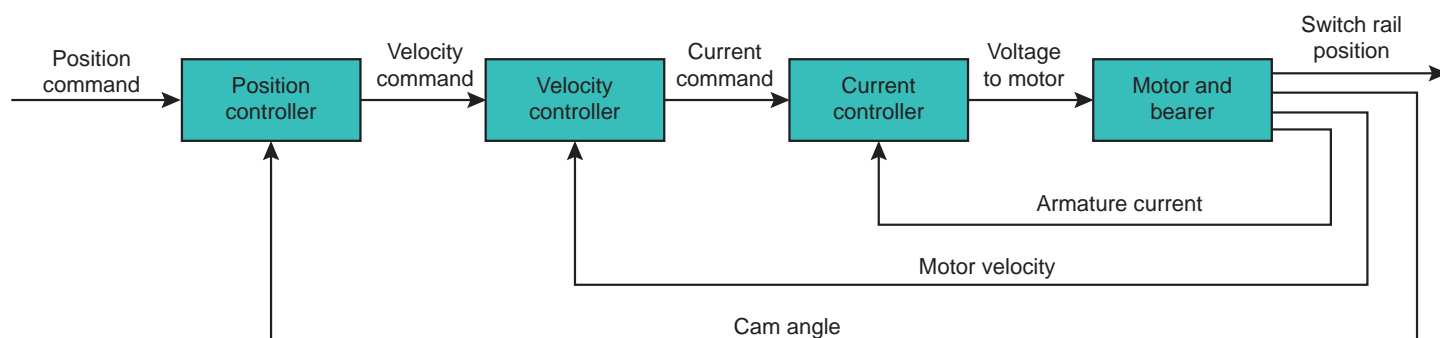 Position
command
Position
controller
Velocity
command
Velocity
controller
Current
command
Current
controller
Voltage
to motor
Motor and
bearer
Switch rail
position
Armature current
Motor velocity
Cam angle